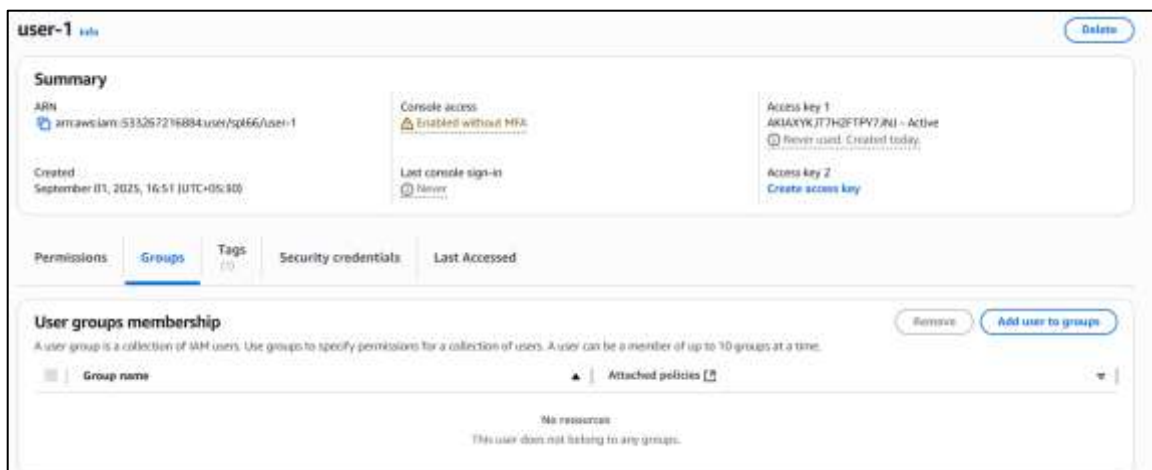 user-1 Info
Delete
Summary
ARN
arn:aws:iam::533267216884:user/spl66/user-1
Console access
Enabled without MFA
Access key 1
- Active
Never used. Created today.
Created
September 01, 2025, 16:51 (UTC+05:30)
Last console sign-in
Never
Access key 2
Create access key
Permissions
Groups
Tags
(1)
Security credentials
Last Accessed
User groups membership
Remove
Add user to groups
A user group is a collection of IAM users. Use groups to specify permissions for a collection of users. A user can be a member of up to 10 groups at a time.
Group name
Attached policies
No resources
This user does not belong to any groups.